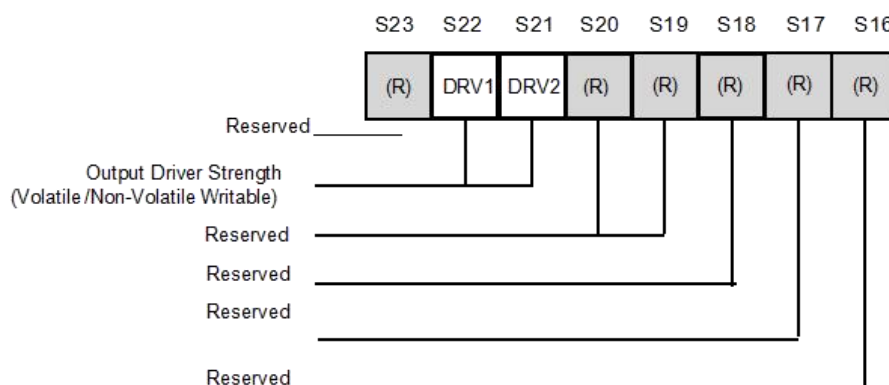 S23 S22 S21 S20 S19 S18 S17 S16
(R) DRV1 DRV2 (R) (R) (R) (R) (R)
Reserved
Output Driver Strength
(Volatile/Non-Volatile Writable)
Reserved
Reserved
Reserved
Reserved